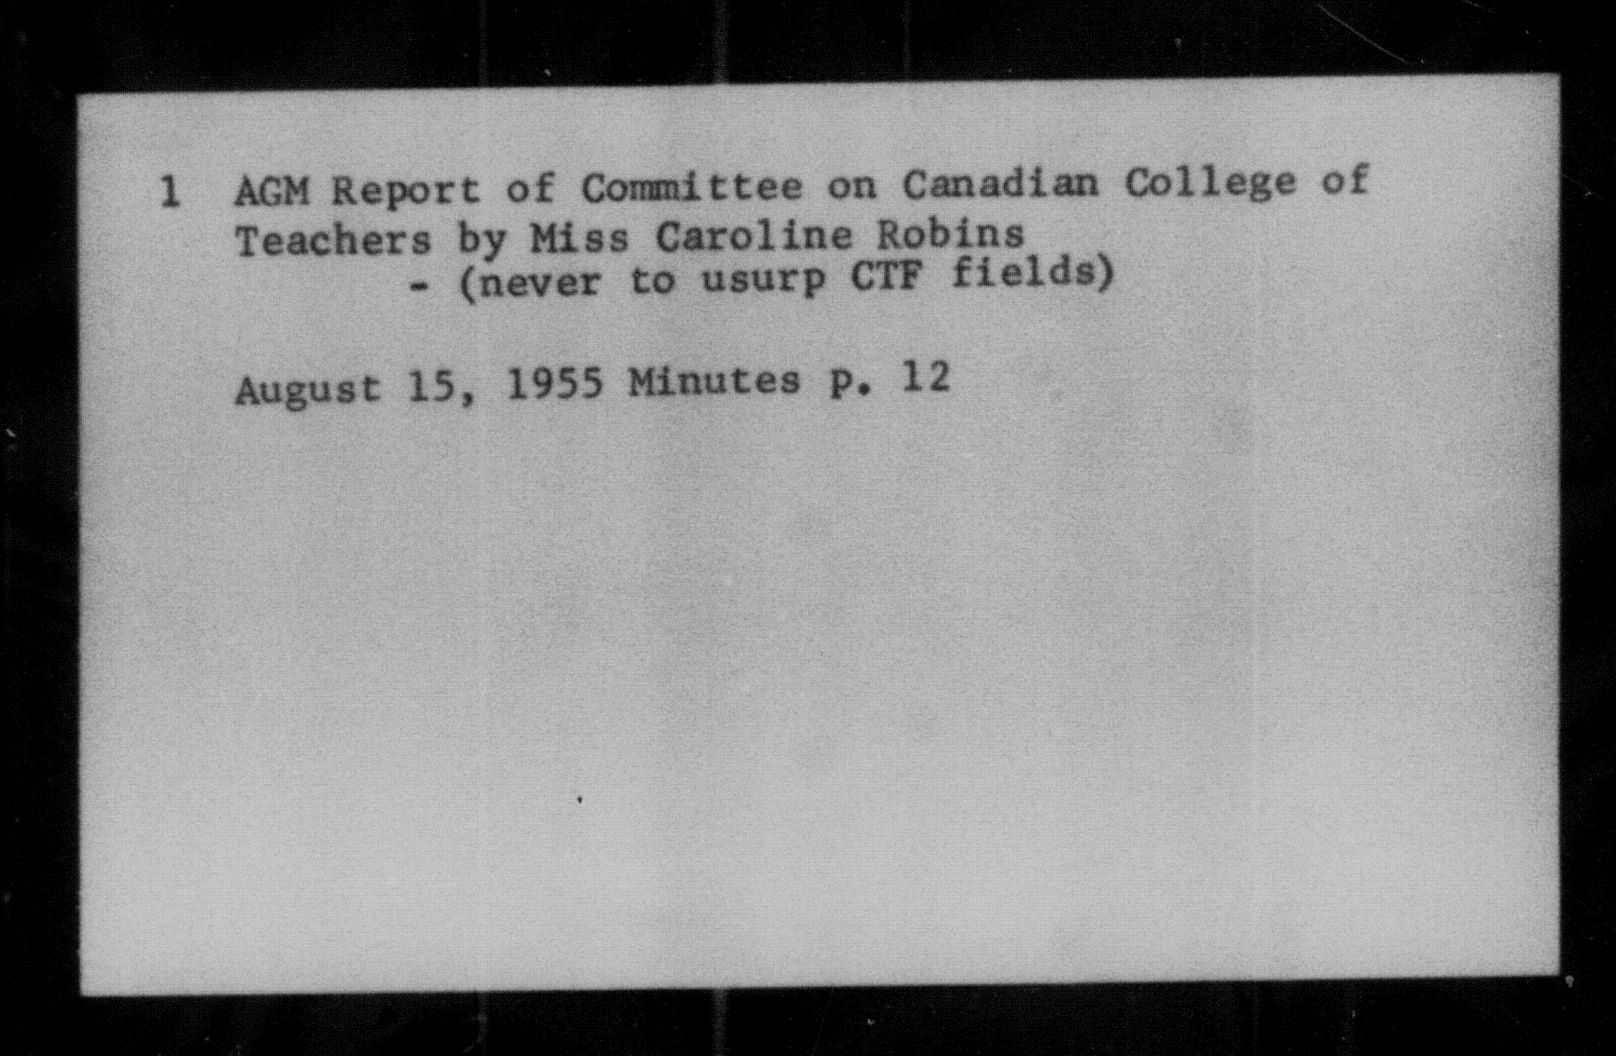 1 AGM Report of Committee on Canadian College of
Teachers by Miss Caroline Robins
- (never to usurp CTF fields)
August 15, 1955 Minutes p. 12